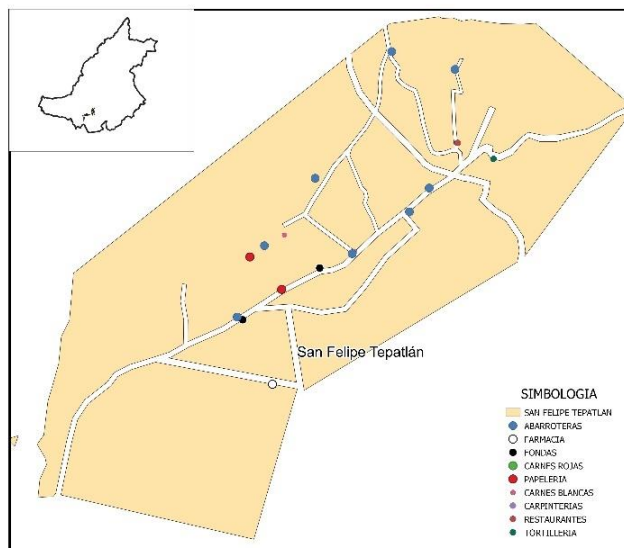 San Felipe Tepatlán
SIMBOLOGIA
SAN FELIPE TEPATLAN
ABARROTERAS
FARMACIA
FONDAS
CARNES ROJAS
PAPELERIA
CARNES BLANCAS
CARPINTERIAS
RESTAURANTES
TORTILLERIA